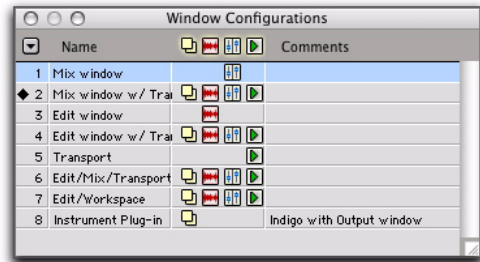 Window Configurations
Name Comments
1 Mix window
2 Mix window w/ Tra
3 Edit window
4 Edit window w/ Tra
5 Transport
6 Edit/Mix/Transport
7 Edit/Workspace
8 Instrument Plug-in Indigo with Output window